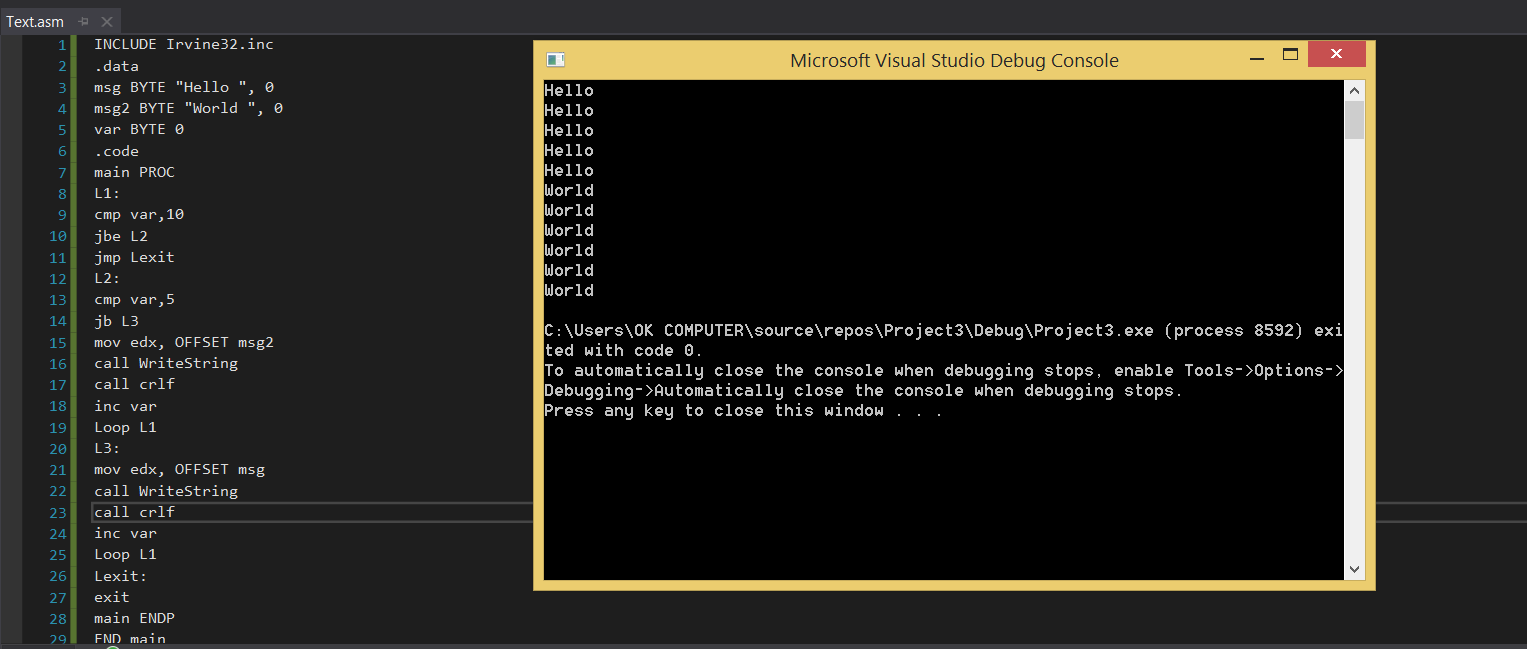 Text.asm
1 INCLUDE Irvine32.inc
2 .data
3 msg BYTE "Hello ", 0
4 msg2 BYTE "World ", 0
5 var BYTE 0
6 .code
7 main PROC
8 L1:
9 cmp var,10
10 jbe L2
11 jmp Lexit
12 L2:
13 cmp var,5
14 jb L3
15 mov edx, OFFSET msg2
16 call WriteString
17 call crlf
18 inc var
19 Loop L1
20 L3:
21 mov edx, OFFSET msg
22 call WriteString
23 call crlf
24 inc var
25 Loop L1
26 Lexit:
27 exit
28 main ENDP
29 END main
Microsoft Visual Studio Debug Console
Hello
Hello
Hello
Hello
Hello
World
World
World
World
World
World
C:\Users\OK COMPUTER\source\repos\Project3\Debug\Project3.exe (process 8592) exi
ted with code 0.
To automatically close the console when debugging stops, enable Tools->Options->
Debugging->Automatically close the console when debugging stops.
Press any key to close this window . . .